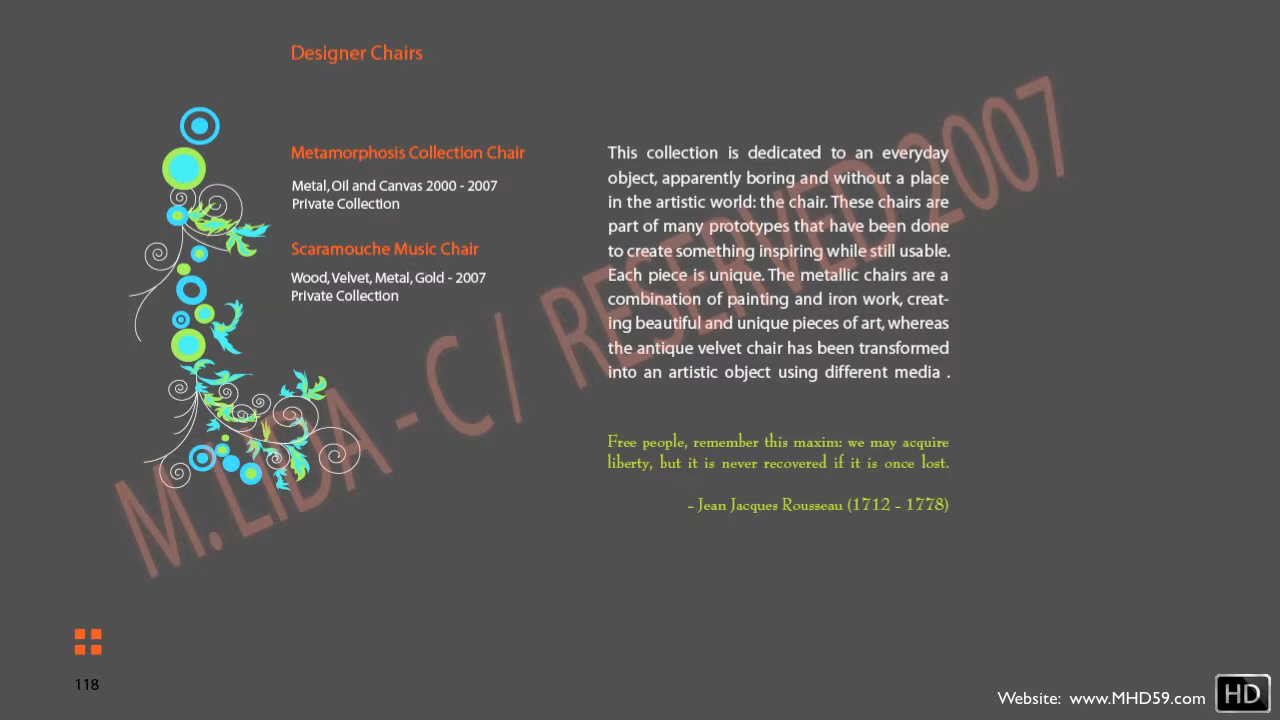 Designer Chairs
Metamorphosis Collection Chair
Metal, Oil and Canvas 2000 - 2007
Private Collection
Scaramouche Music Chair
Wood, Velvet, Metal, Gold - 2007
Private Collection
This collection is dedicated to an everyday
object, apparently boring and without a place
in the artistic world: the chair. These chairs are
part of many prototypes that have been done
to create something inspiring while still usable.
Each piece is unique. The metallic chairs are a
combination of painting and iron work, creat-
ing beautiful and unique pieces of art, whereas
the antique velvet chair has been transformed
into an artistic object using different media .
Free people, remember this maxim: we may acquire
liberty, but it is never recovered if it is once lost.
- Jean Jacques Rousseau (1712 - 1778)
M. LIDA - C / RESERVED 2007
118
Website: www.MHD59.com
HD